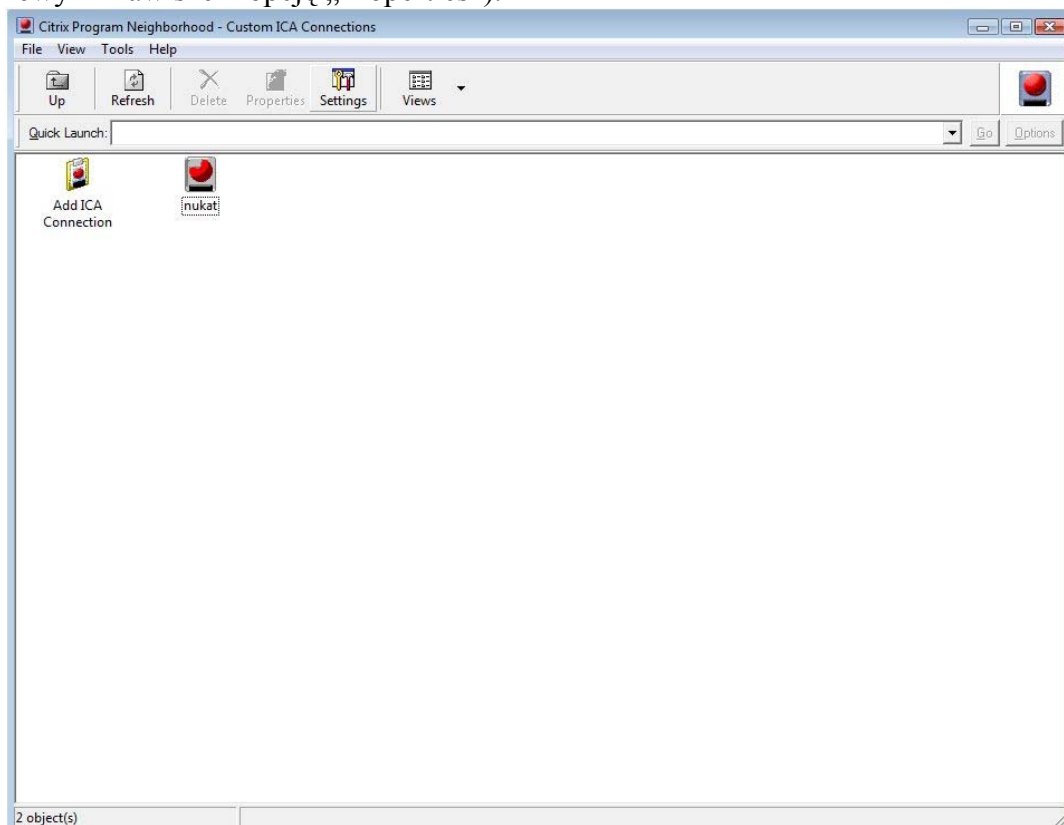 Citrix Program Neighborhood - Custom ICA Connections
File View Tools Help
Up Refresh Delete Properties Settings Views
Quick Launch: Go Options
Add ICA Connection
nukat
2 object(s)